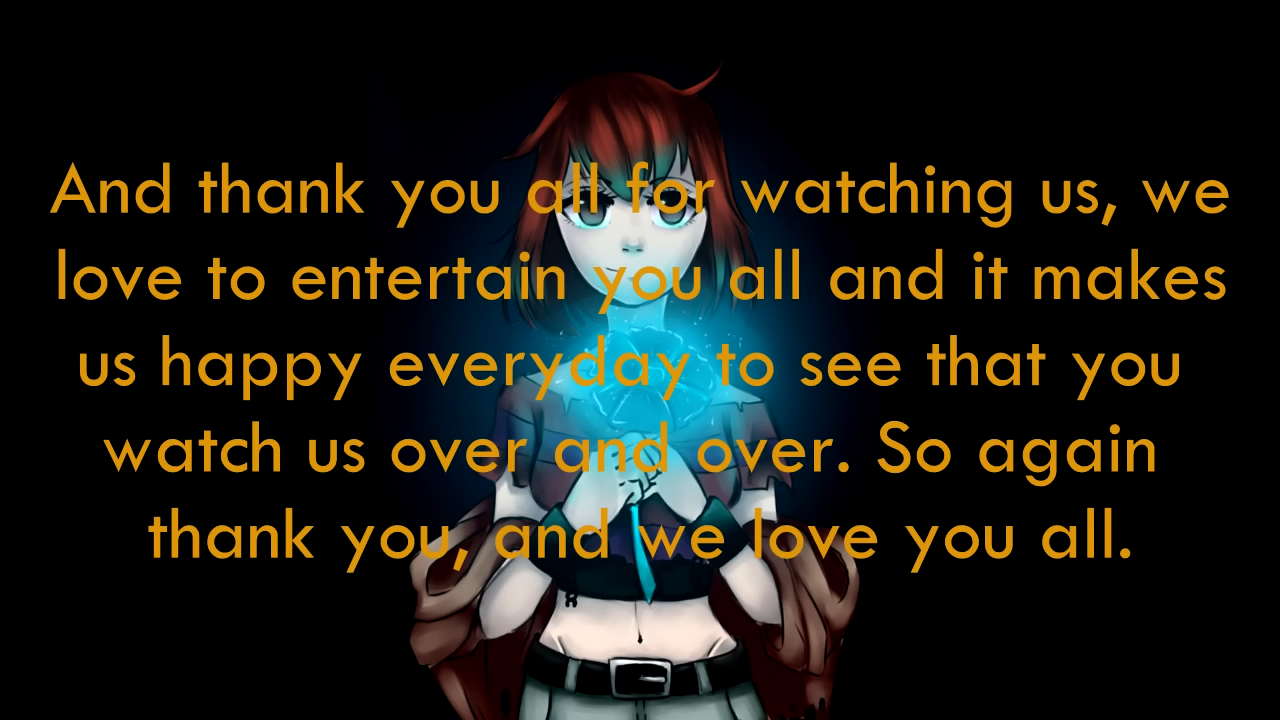 And thank you all for watching us, we
love to entertain you all and it makes
us happy everyday to see that you
watch us over and over. So again
thank you, and we love you all.